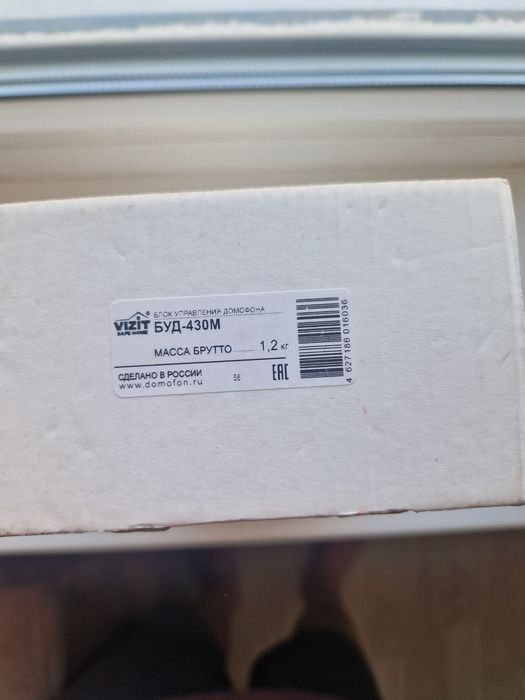 БЛОК УПРАВЛЕНИЯ ДОМОФОНА
VIZIT ® БУД-430М
SAFE HOME
МАССА БРУТТО.......... 1,2 кг
СДЕЛАНО В РОССИИ
www.domofon.ru 56 EAC
4 627186 016036